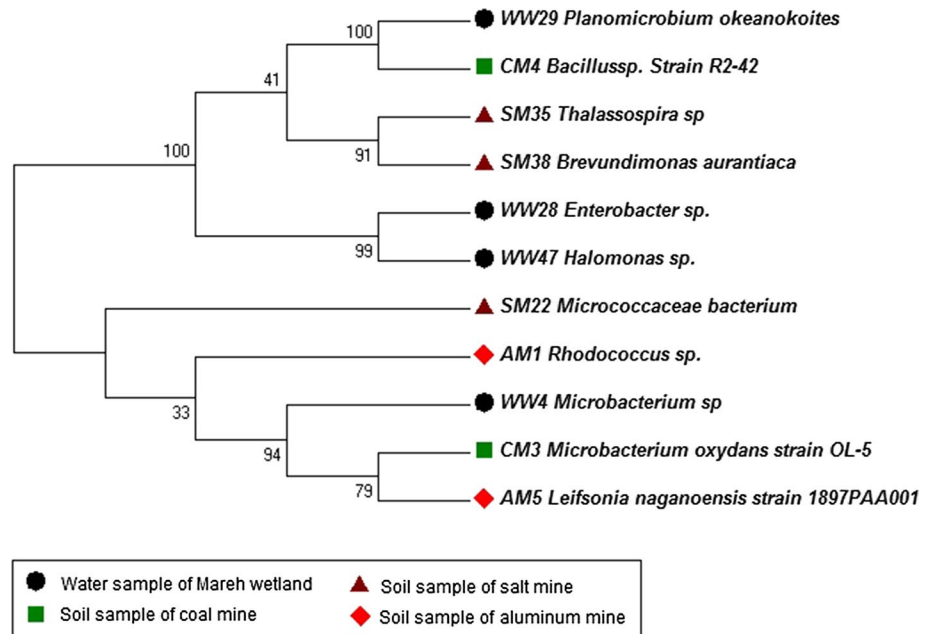 100
WW29 Planomicrobium okeanokoites
CM4 Bacillussp. Strain R2-42
41
SM35 Thalassospira sp
91
SM38 Brevundimonas aurantiaca
100
WW28 Enterobacter sp.
99
WW47 Halomonas sp.
SM22 Micrococcaceae bacterium
AM1 Rhodococcus sp.
33
WW4 Microbacterium sp
94
CM3 Microbacterium oxydans strain OL-5
79
AM5 Leifsonia naganoensis strain 1897PAA001
Water sample of Mareh wetland
Soil sample of salt mine
Soil sample of coal mine
Soil sample of aluminum mine